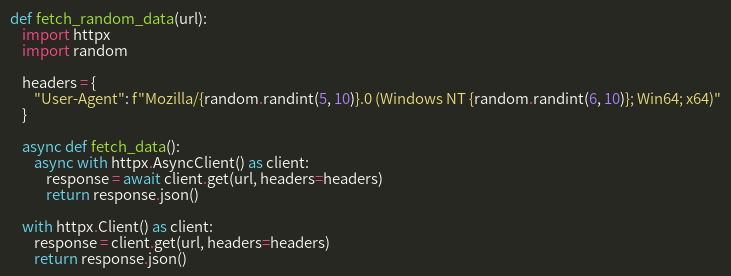 def fetch_random_data(url):
    import httpx
    import random

    headers = {
        "User-Agent": f"Mozilla/{random.randint(5, 10)}.0 (Windows NT {random.randint(6, 10)}; Win64; x64)"
    }

    async def fetch_data():
        async with httpx.AsyncClient() as client:
            response = await client.get(url, headers=headers)
            return response.json()

    with httpx.Client() as client:
        response = client.get(url, headers=headers)
        return response.json()